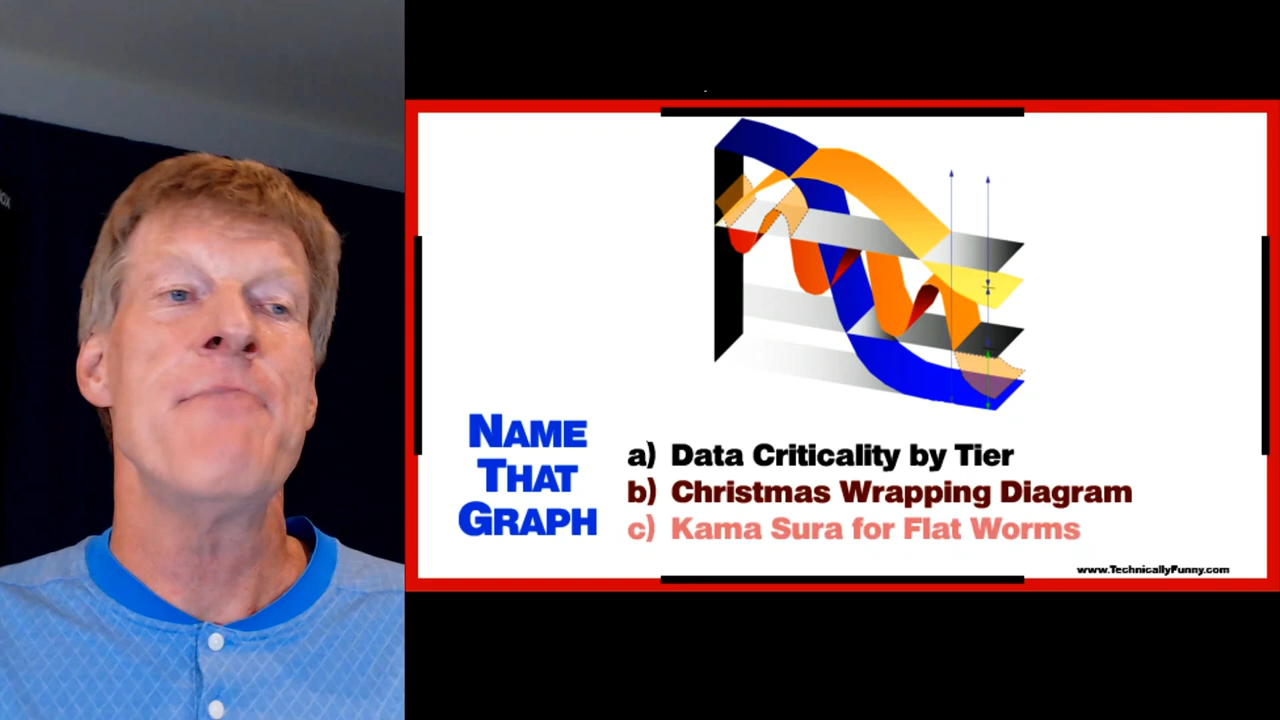 NAME
THAT
GRAPH
a) Data Criticality by Tier
b) Christmas Wrapping Diagram
c) Kama Sura for Flat Worms
www.TechnicallyFunny.com